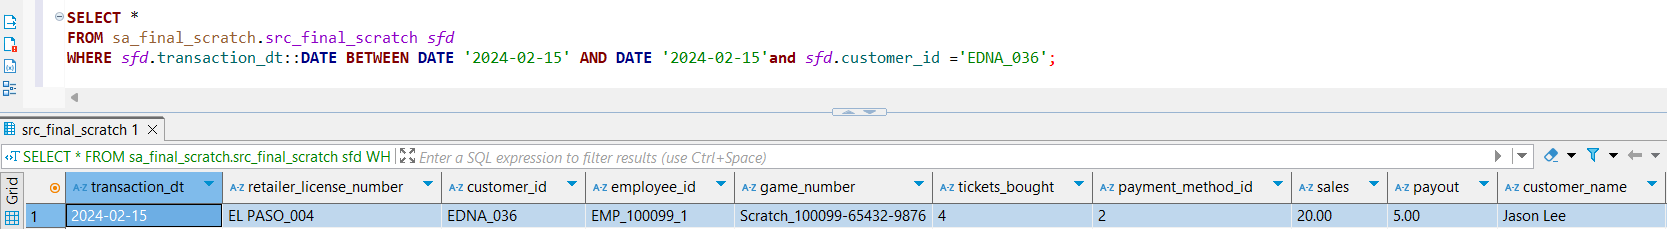 SELECT *
FROM sa_final_scratch.src_final_scratch sfd
WHERE sfd.transaction_dt::DATE BETWEEN DATE '2024-02-15' AND DATE '2024-02-15'and sfd.customer_id ='EDNA_036';
src_final_scratch 1
SELECT * FROM sa_final_scratch.src_final_scratch sfd WH Enter a SQL expression to filter results (use Ctrl+Space)
Grid
A-Z transaction_dt A-Z retailer_license_number A-Z customer_id A-Z employee_id A-Z game_number A-Z tickets_bought A-Z payment_method_id A-Z sales A-Z payout A-Z customer_name
1 2024-02-15 EL PASO_004 EDNA_036 EMP_100099_1 Scratch_100099-65432-9876 4 2 20.00 5.00 Jason Lee